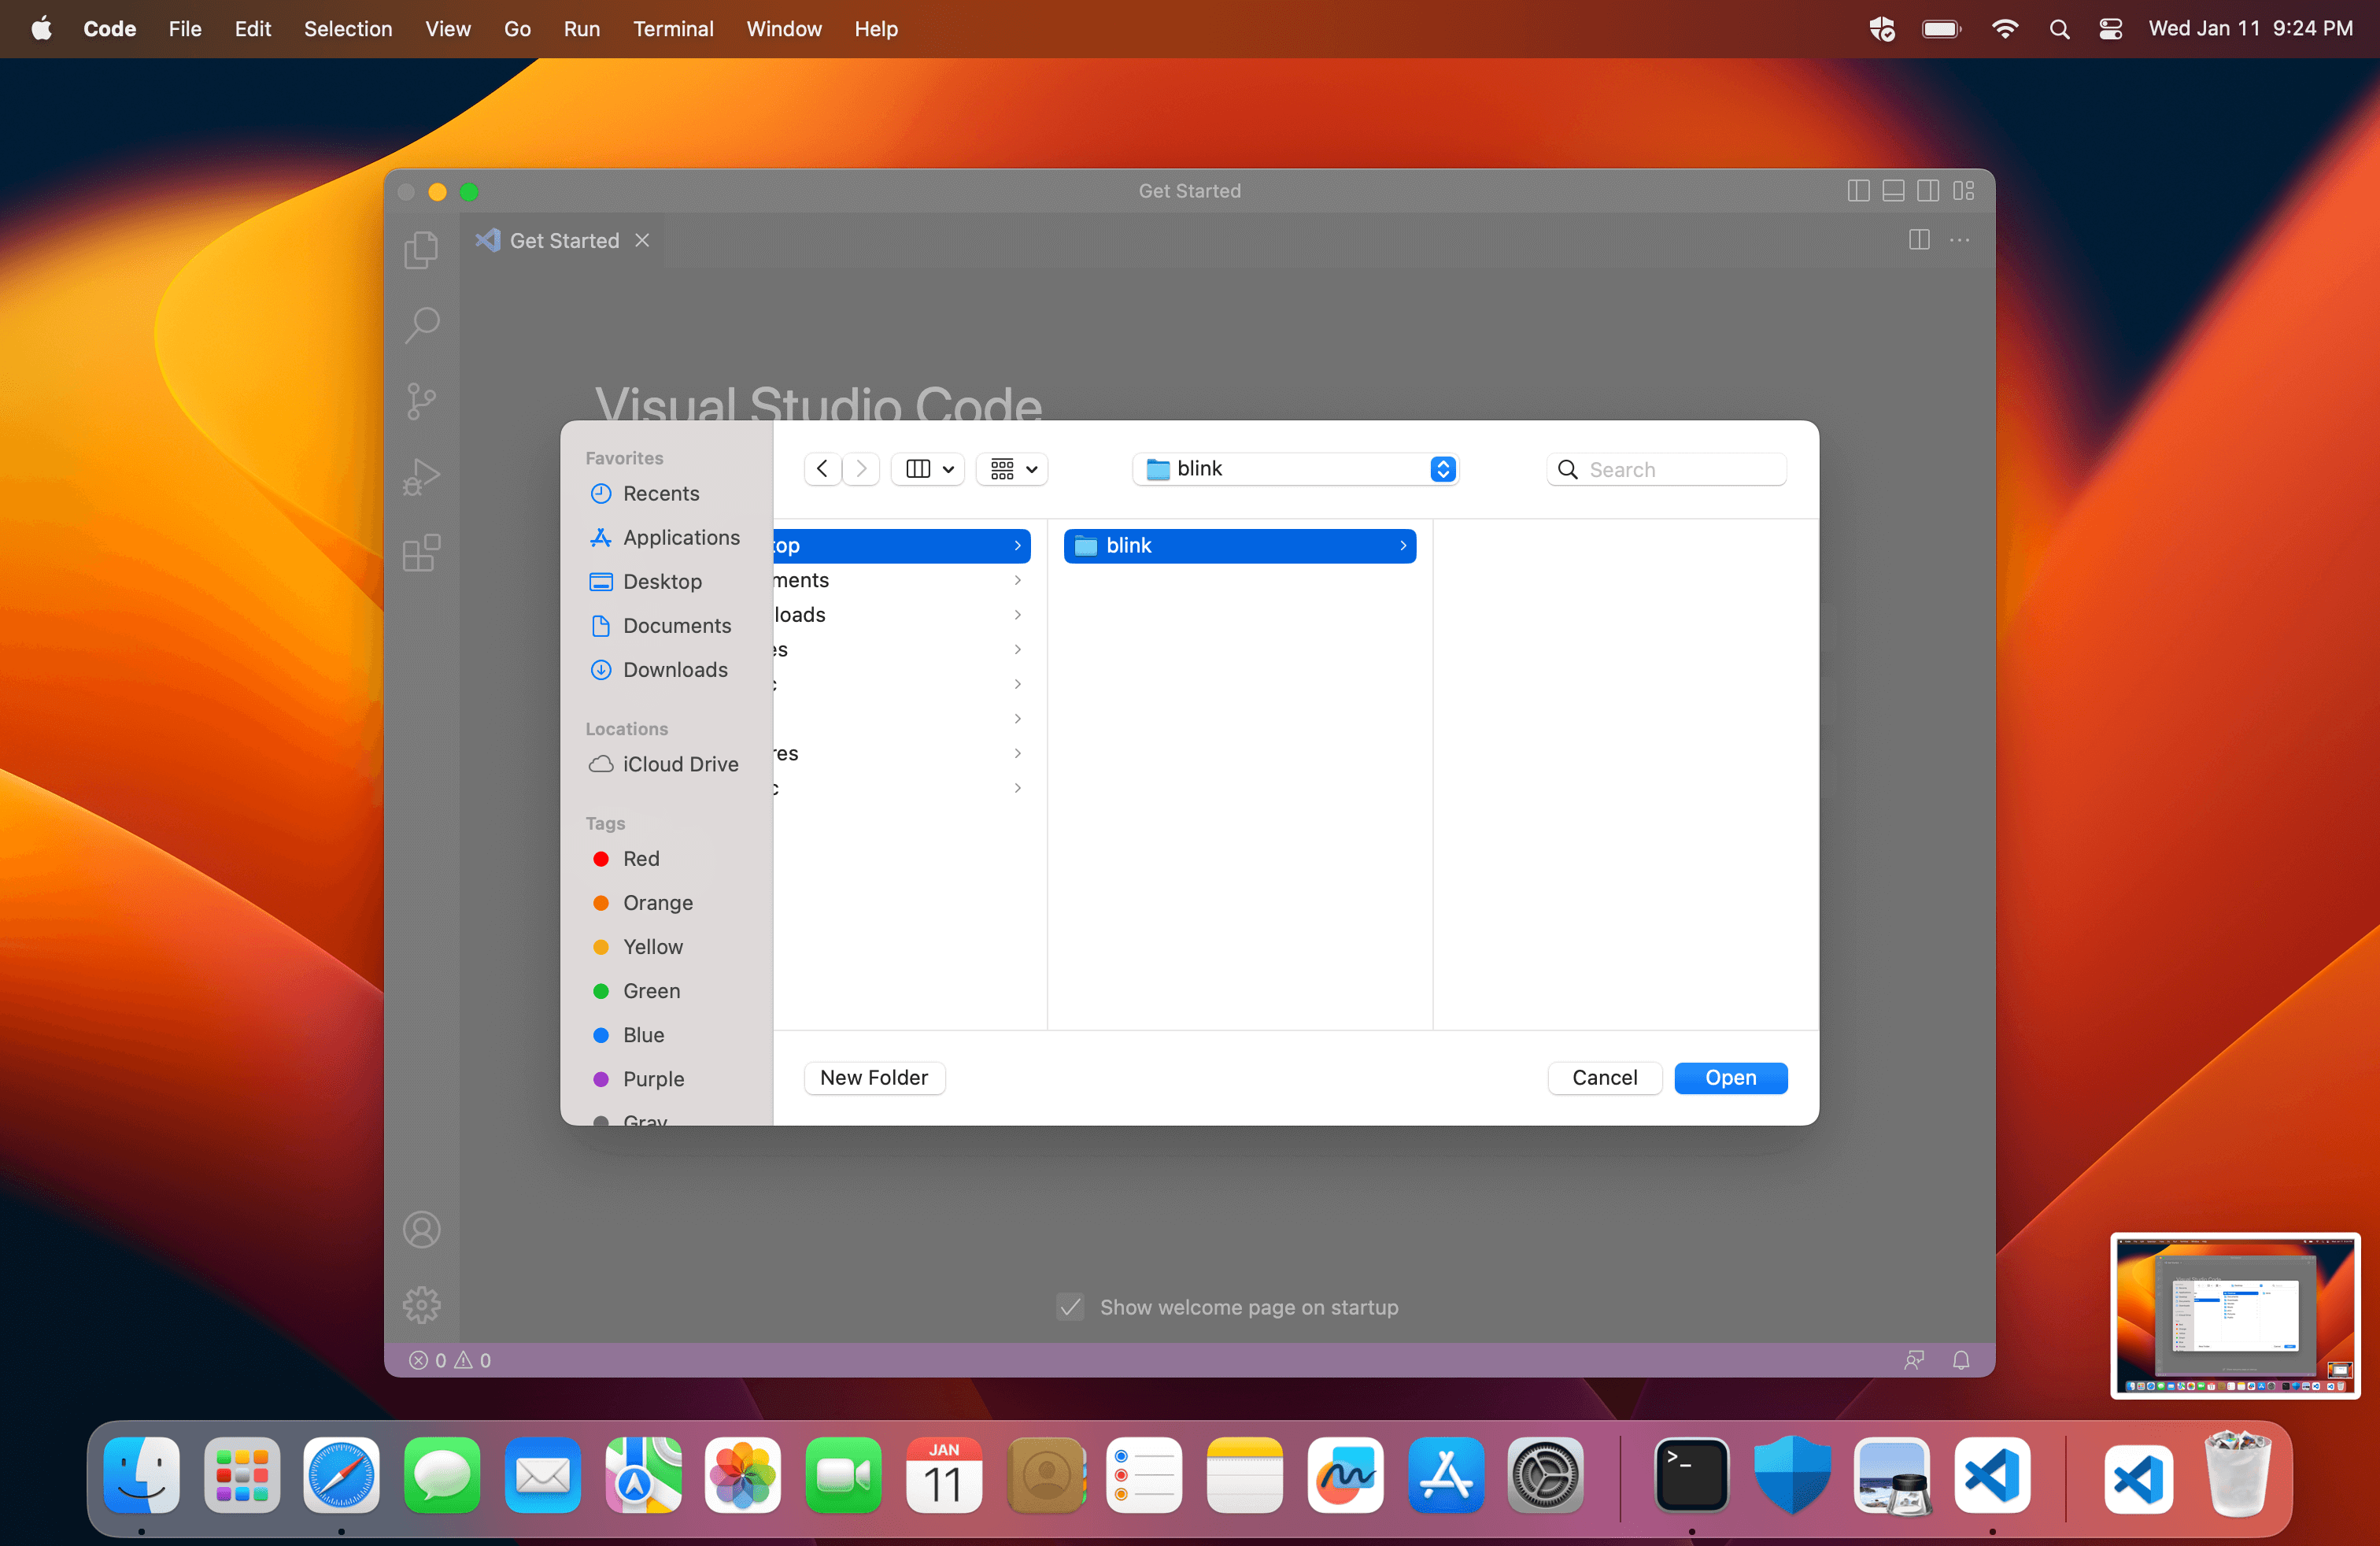 Code File Edit Selection View Go Run Terminal Window Help Wed Jan 11 9:24 PM
Get Started
Get Started
Visual Studio Code
Favorites
Recents
Applications
Desktop
Documents
Downloads
Locations
iCloud Drive
Tags
Red
Orange
Yellow
Green
Blue
Purple
Gray
blink
Search
top
ments
loads
es
c
res
c
blink
New Folder
Cancel
Open
Show welcome page on startup
0 0
JAN
11
>_